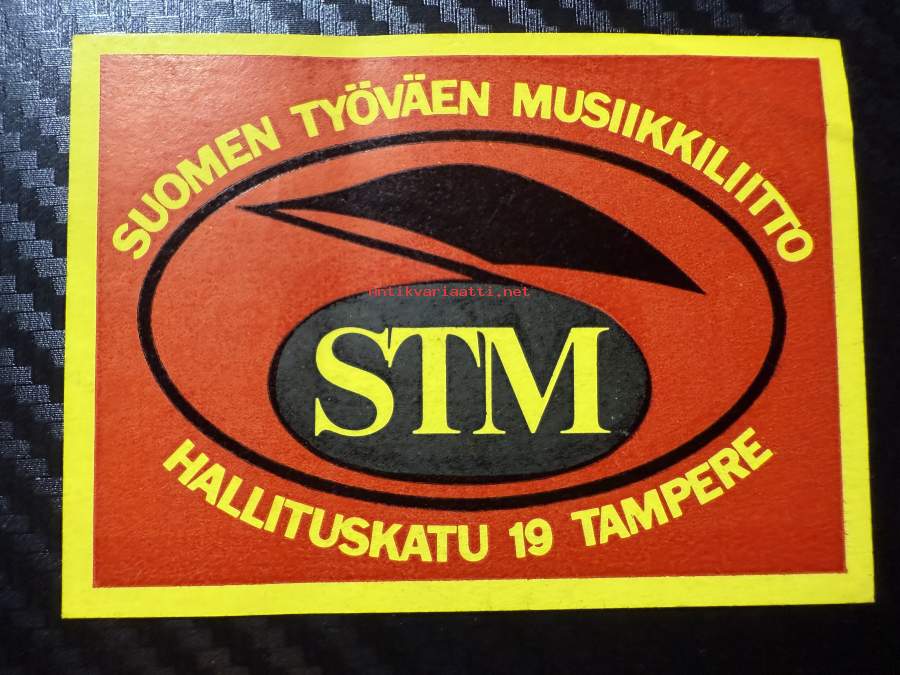 SUOMEN TYÖVÄEN MUSIIKKILIITTO
antikvariaatti.net
STM
HALLITUSKATU 19 TAMPERE